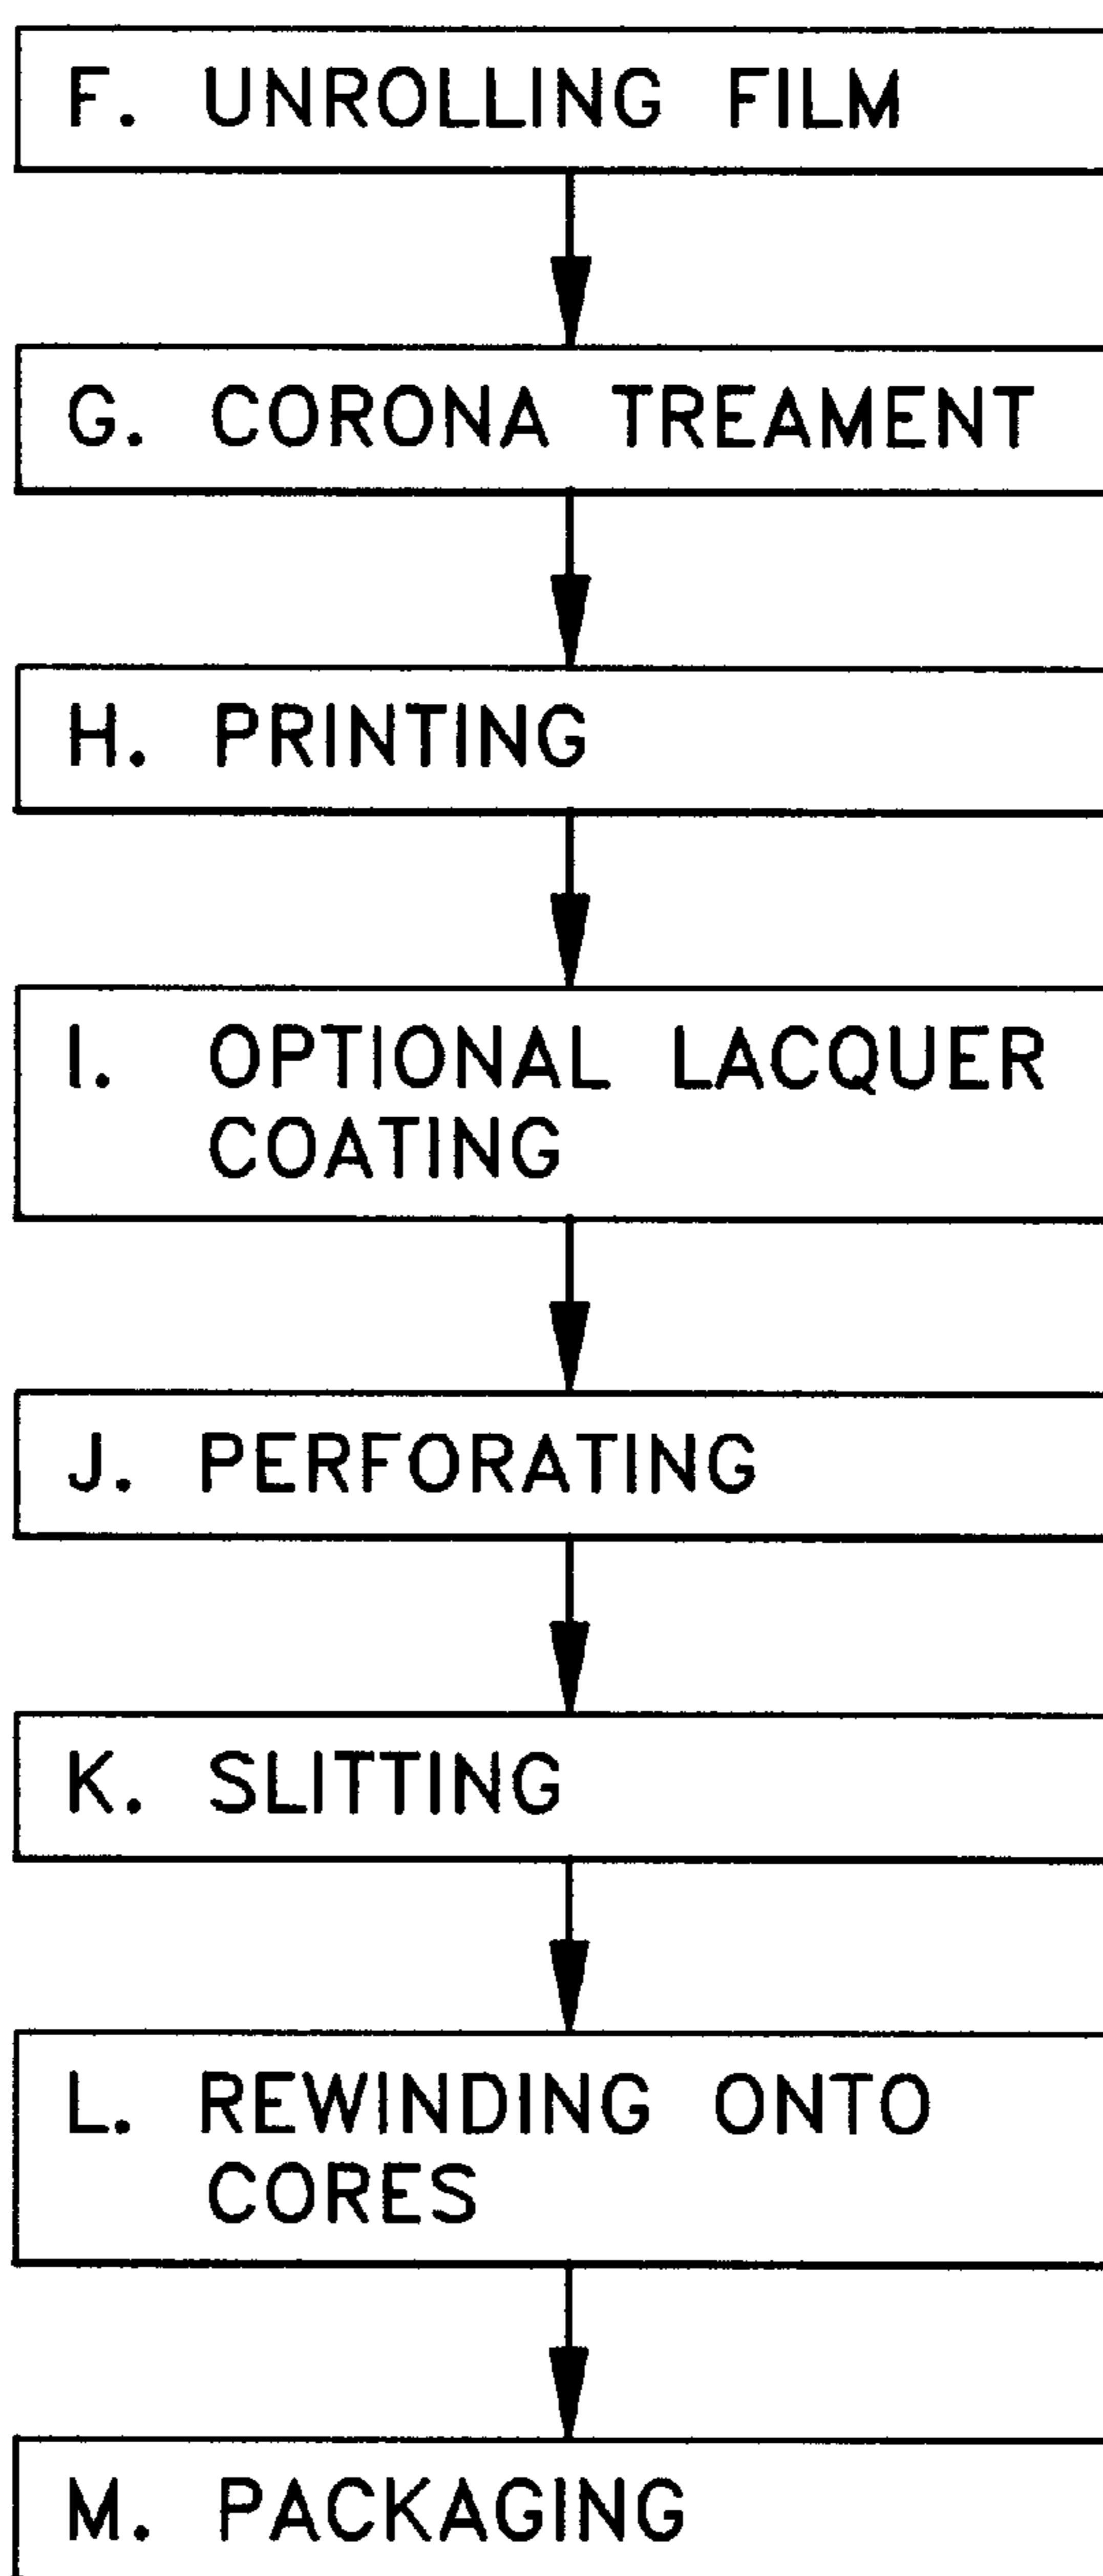 F. UNROLLING FILM
G. CORONA TREAMENT
H. PRINTING
I. OPTIONAL LACQUER
COATING
J. PERFORATING
K. SLITTING
L. REWINDING ONTO
CORES
M. PACKAGING